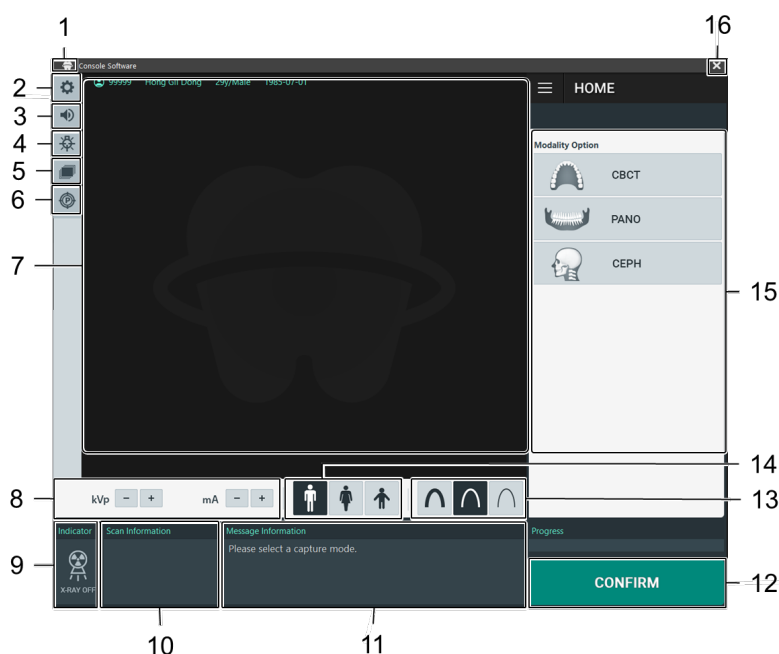 1
16
Console Software
2
99999 Hong Gil Dong 29y/Male 1985-07-01
HOME
3
4
Modality Option
5
CBCT
6
P
PANO
7
CEPH
15
14
8
kVp - +
mA - +
13
Indicator
Scan Information
Message Information
Progress
Please select a capture mode.
9
X-RAY OFF
CONFIRM
12
10
11